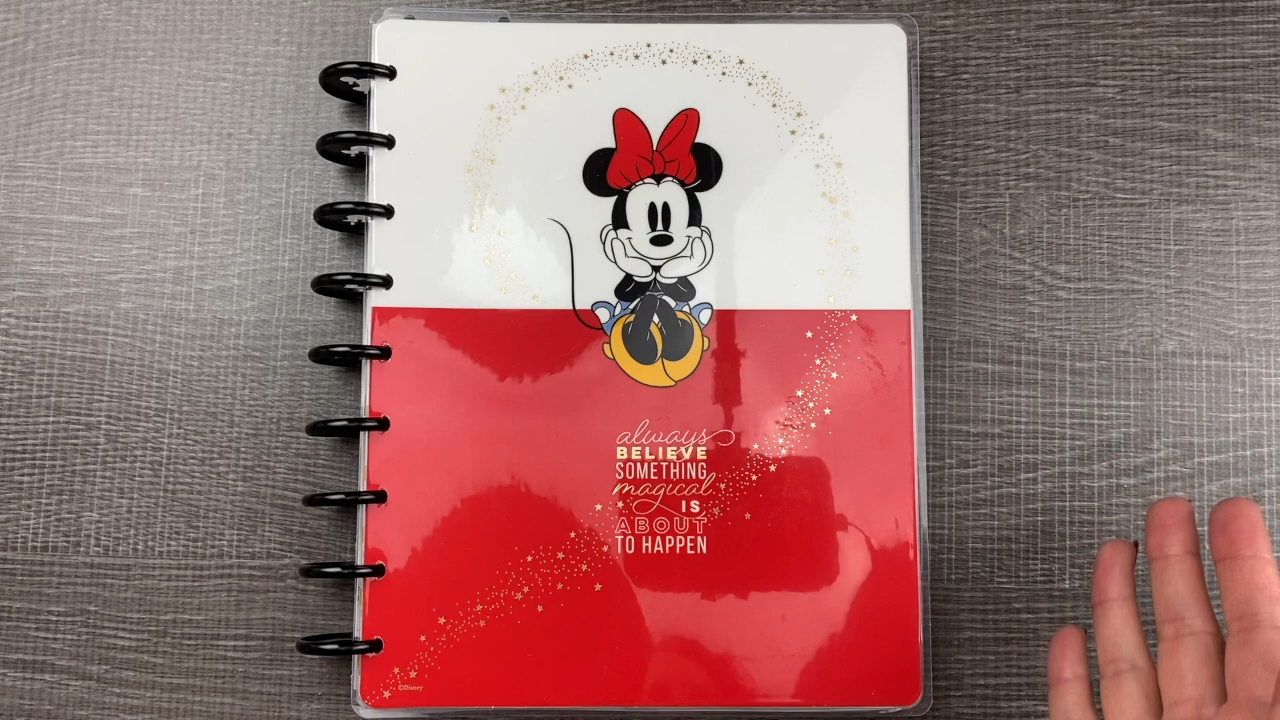 always
BELIEVE
SOMETHING
magical
IS
ABOUT
TO HAPPEN
©Disney